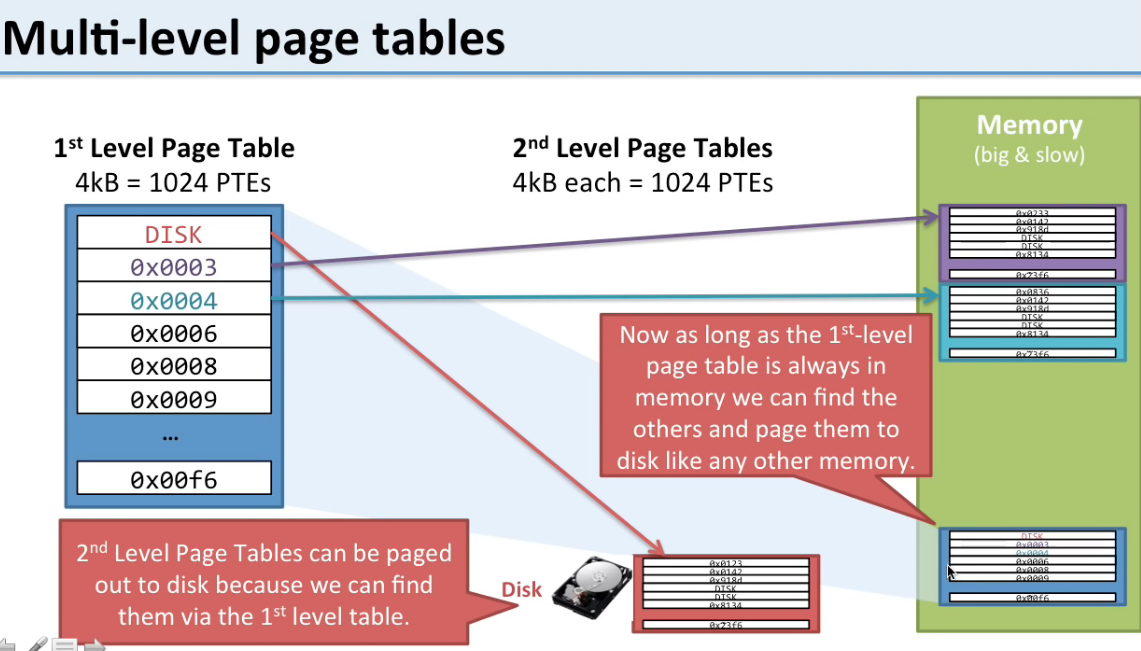 Multi-level page tables
1st Level Page Table
4kB = 1024 PTEs
2nd Level Page Tables
4kB each = 1024 PTEs
Memory
(big & slow)
DISK
0x0003
0x0004
0x0006
0x0008
0x0009
...
0x00f6
0x0233
0x0142
0x918d
DISK
DISK
0x8134
0x23f6
0x0836
0x0142
0x918d
DISK
DISK
0x8134
0x23f6
Now as long as the 1st-level
page table is always in
memory we can find the
others and page them to
disk like any other memory.
2nd Level Page Tables can be paged
out to disk because we can find
them via the 1st level table.
Disk
0x0123
0x0142
0x918d
DISK
DISK
0x8134
0x23f6
DISK
0x0003
0x0004
0x0006
0x0008
0x0009
0x00f6